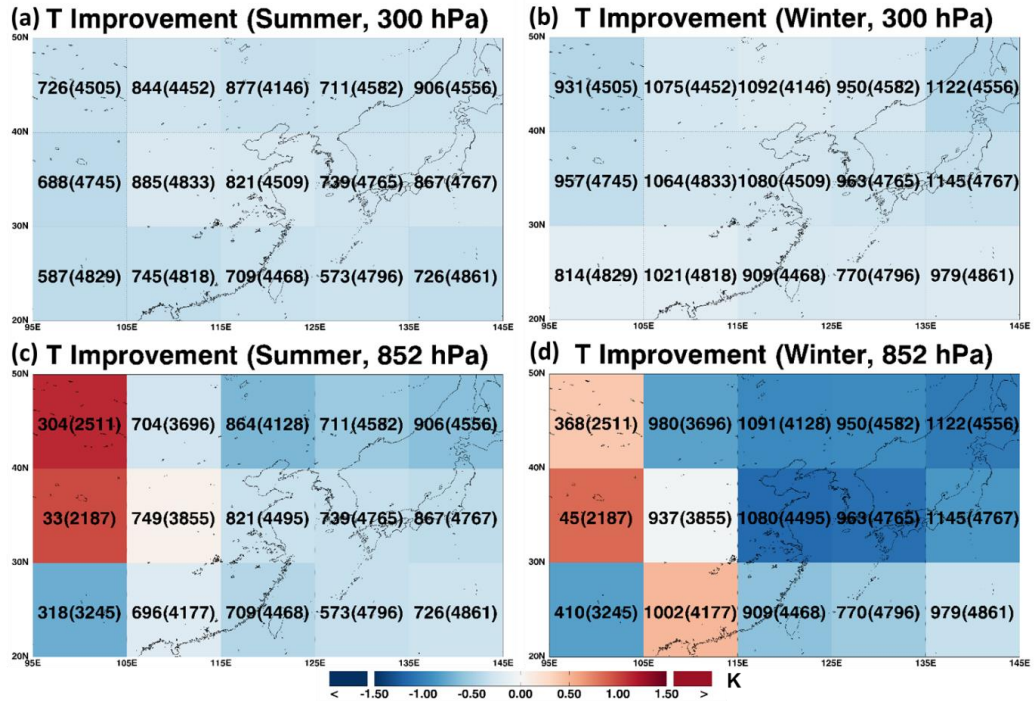 (a) T Improvement (Summer, 300 hPa)
50N
726(4505) 844(4452) 877(4146) 711(4582) 906(4556)
40N
688(4745) 885(4833) 821(4509) 739(4765) 867(4767)
30N
587(4829) 745(4818) 709(4468) 573(4796) 726(4861)
20N
95E 105E 115E 125E 135E 145E
(b) T Improvement (Winter, 300 hPa)
50N
931(4505) 1075(4452) 1092(4146) 950(4582) 1122(4556)
40N
957(4745) 1064(4833) 1080(4509) 963(4765) 1145(4767)
30N
814(4829) 1021(4818) 909(4468) 770(4796) 979(4861)
20N
95E 105E 115E 125E 135E 145E
(c) T Improvement (Summer, 852 hPa)
50N
304(2511) 704(3696) 864(4128) 711(4582) 906(4556)
40N
33(2187) 749(3855) 821(4495) 739(4765) 867(4767)
30N
318(3245) 696(4177) 709(4468) 573(4796) 726(4861)
20N
95E 105E 115E 125E 135E 145E
(d) T Improvement (Winter, 852 hPa)
50N
368(2511) 980(3696) 1091(4128) 950(4582) 1122(4556)
40N
45(2187) 937(3855) 1080(4495) 963(4765) 1145(4767)
30N
410(3245) 1002(4177) 909(4468) 770(4796) 979(4861)
20N
95E 105E 115E 125E 135E 145E
K
< -1.50 -1.00 -0.50 0.00 0.50 1.00 1.50 >